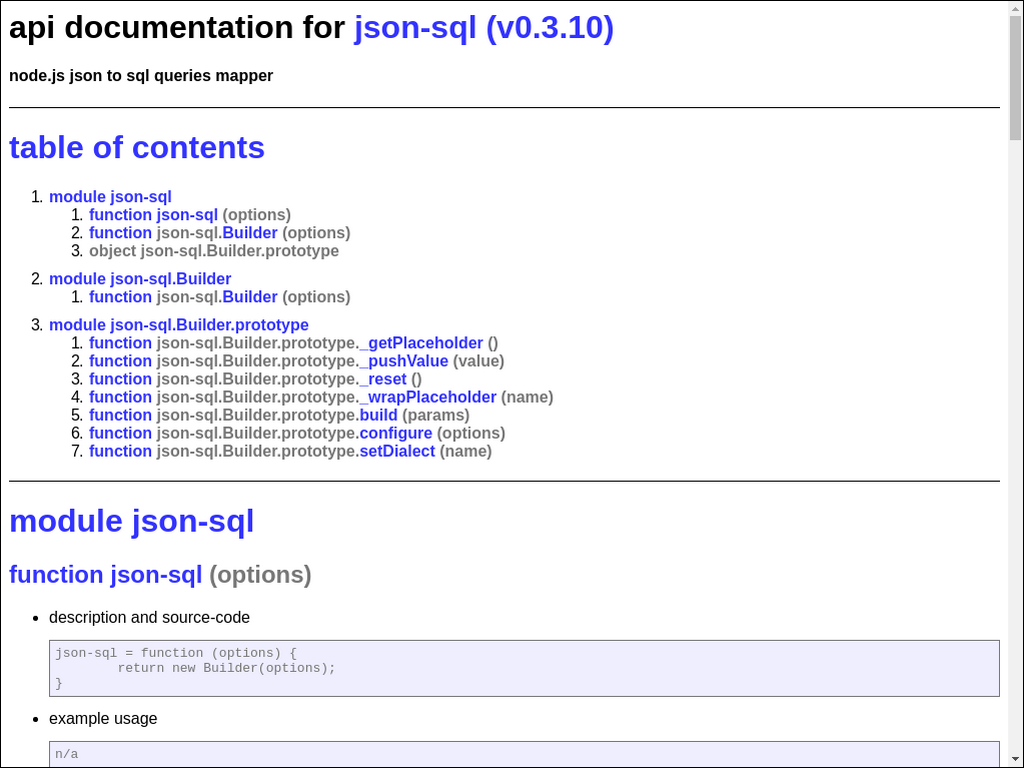 api documentation for json-sql (v0.3.10)
node.js json to sql queries mapper
table of contents
1. module json-sql
1. function json-sql (options)
2. function json-sql.Builder (options)
3. object json-sql.Builder.prototype
2. module json-sql.Builder
1. function json-sql.Builder (options)
3. module json-sql.Builder.prototype
1. function json-sql.Builder.prototype._getPlaceholder ()
2. function json-sql.Builder.prototype._pushValue (value)
3. function json-sql.Builder.prototype._reset ()
4. function json-sql.Builder.prototype._wrapPlaceholder (name)
5. function json-sql.Builder.prototype.build (params)
6. function json-sql.Builder.prototype.configure (options)
7. function json-sql.Builder.prototype.setDialect (name)
module json-sql
function json-sql (options)
• description and source-code
json-sql = function (options) {
        return new Builder(options);
}
• example usage
n/a